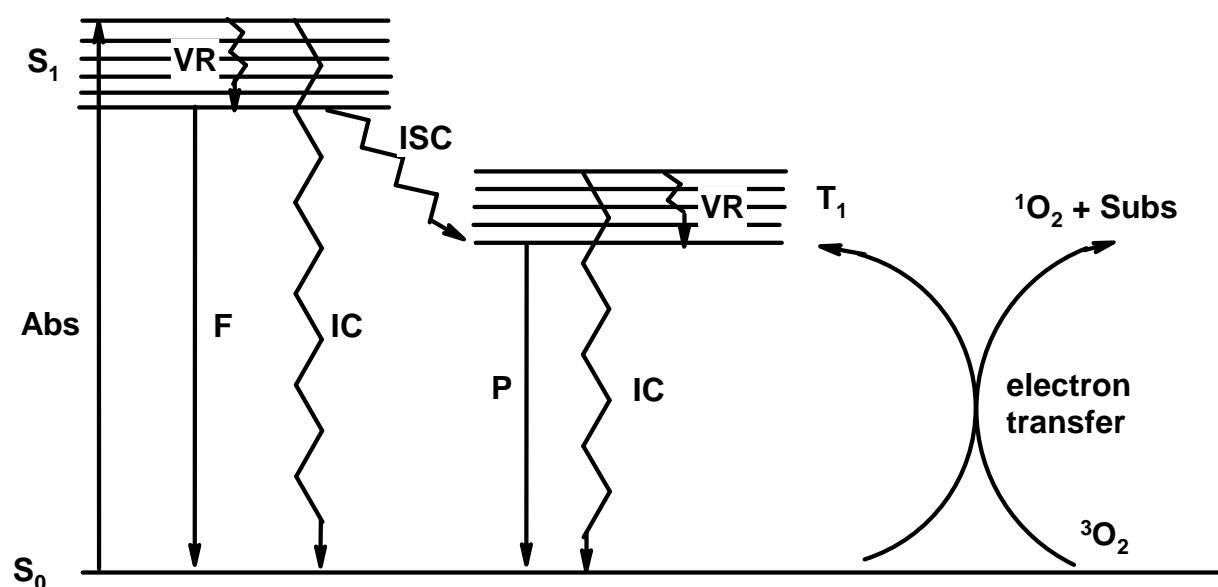 S₁
VR
ISC
T₁
VR
¹O₂ + Subs
Abs
F
IC
P
IC
electron
transfer
³O₂
S₀